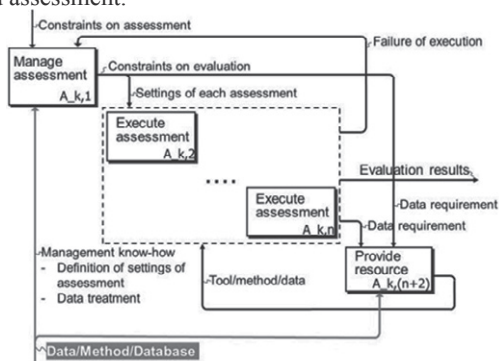 assessment.
Constraints on assessment
Failure of execution
Manage
assessment
A_k,1
Constraints on evaluation
Settings of each assessment
Execute
assessment
A_k,2
....
Execute
assessment
A_k,n
Evaluation results
Data requirement
Data requirement
Management know-how
- Definition of settings of
assessment
- Data treatment
Tool/method/data
Provide
resource
A_k,(n+2)
Data/Method/Database